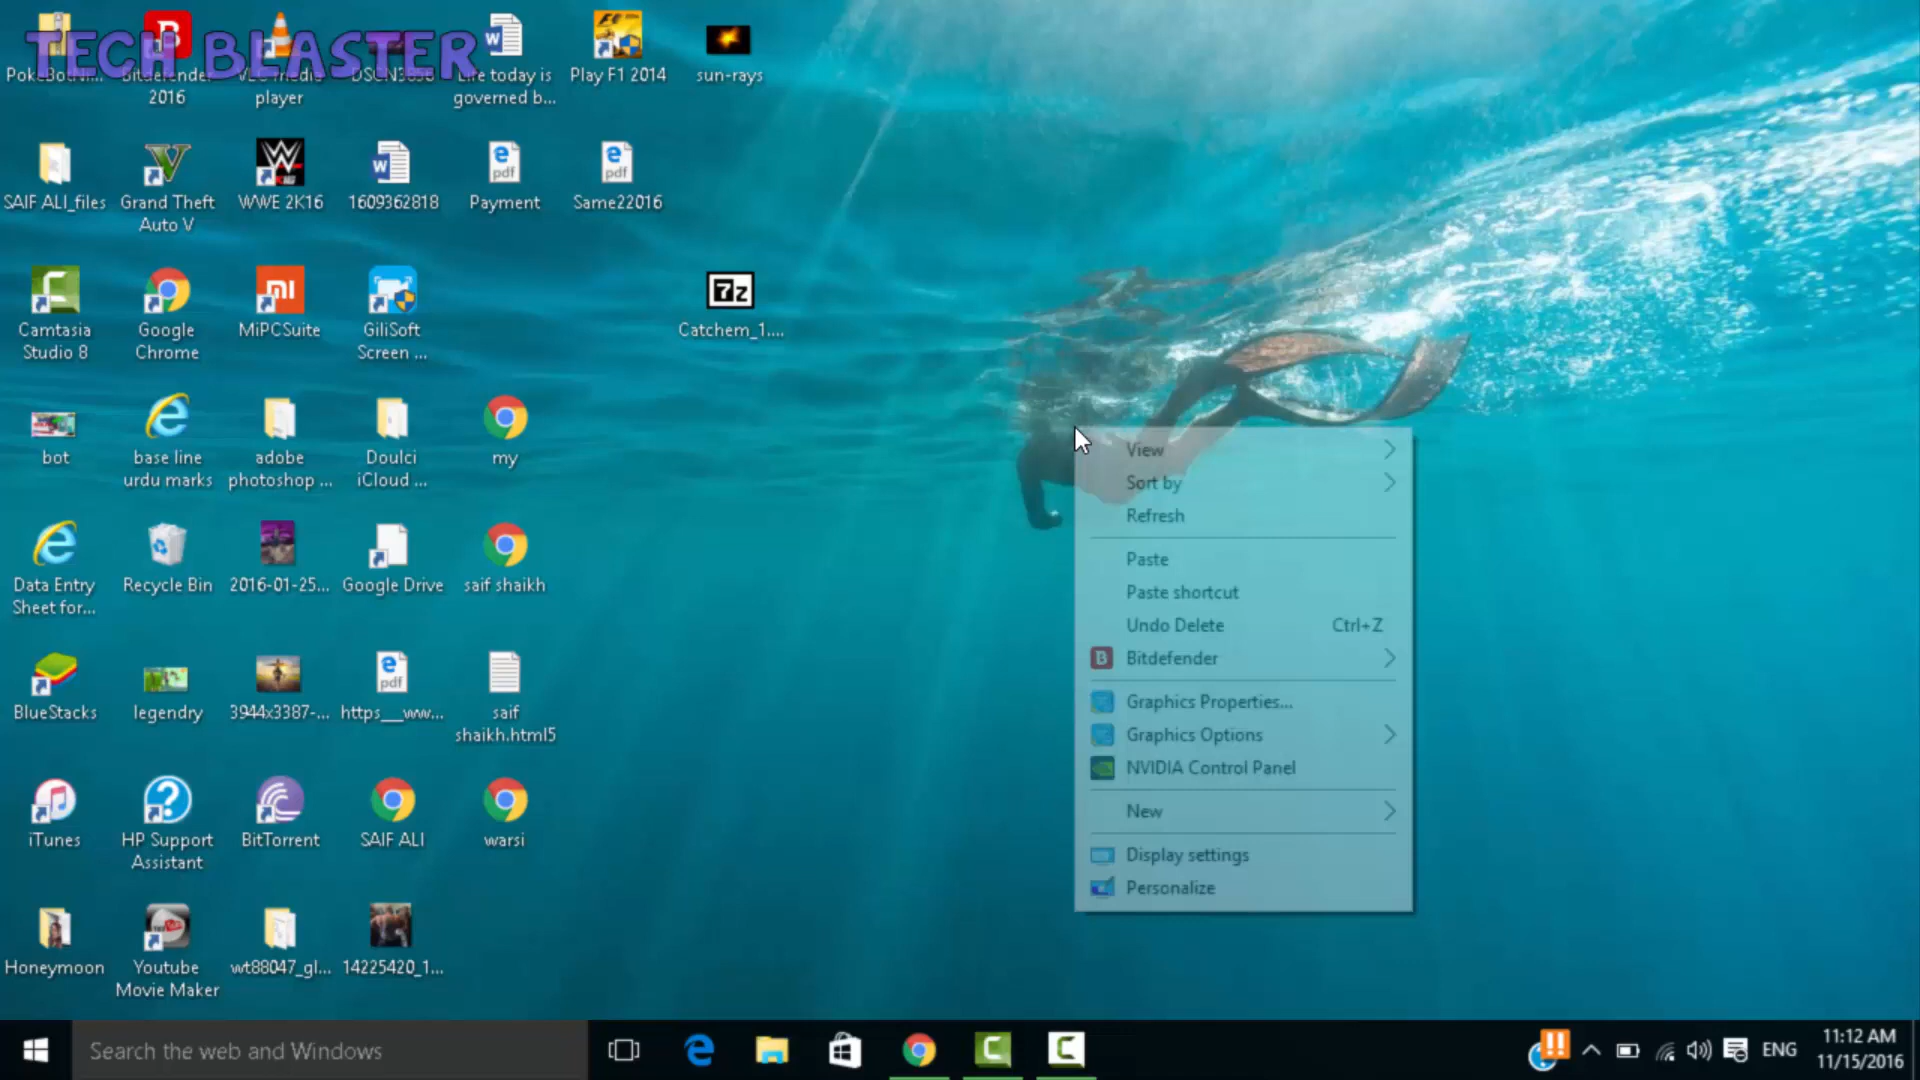 TECH BLASTER
PokeBotNi...
Bitdefender
2016
VLC media
player
DSCN3856
Life today is
governed b...
Play F1 2014
sun-rays
SAIF ALI_files
Grand Theft
Auto V
WWE 2K16
1609362818
Payment
Same22016
Camtasia
Studio 8
Google
Chrome
MiPCSuite
GiliSoft
Screen ...
Catchem_1....
bot
base line
urdu marks
adobe
photoshop ...
Doulci
iCloud ...
my
Data Entry
Sheet for...
Recycle Bin
2016-01-25...
Google Drive
saif shaikh
BlueStacks
legendry
3944x3387-...
https__ww...
saif
shaikh.html5
iTunes
HP Support
Assistant
BitTorrent
SAIF ALI
warsi
Honeymoon
Youtube
Movie Maker
wt88047_gl...
14225420_1...
View
Sort by
Refresh
Paste
Paste shortcut
Undo Delete Ctrl+Z
Bitdefender
Graphics Properties...
Graphics Options
NVIDIA Control Panel
New
Display settings
Personalize
Search the web and Windows
ENG
11:12 AM
11/15/2016